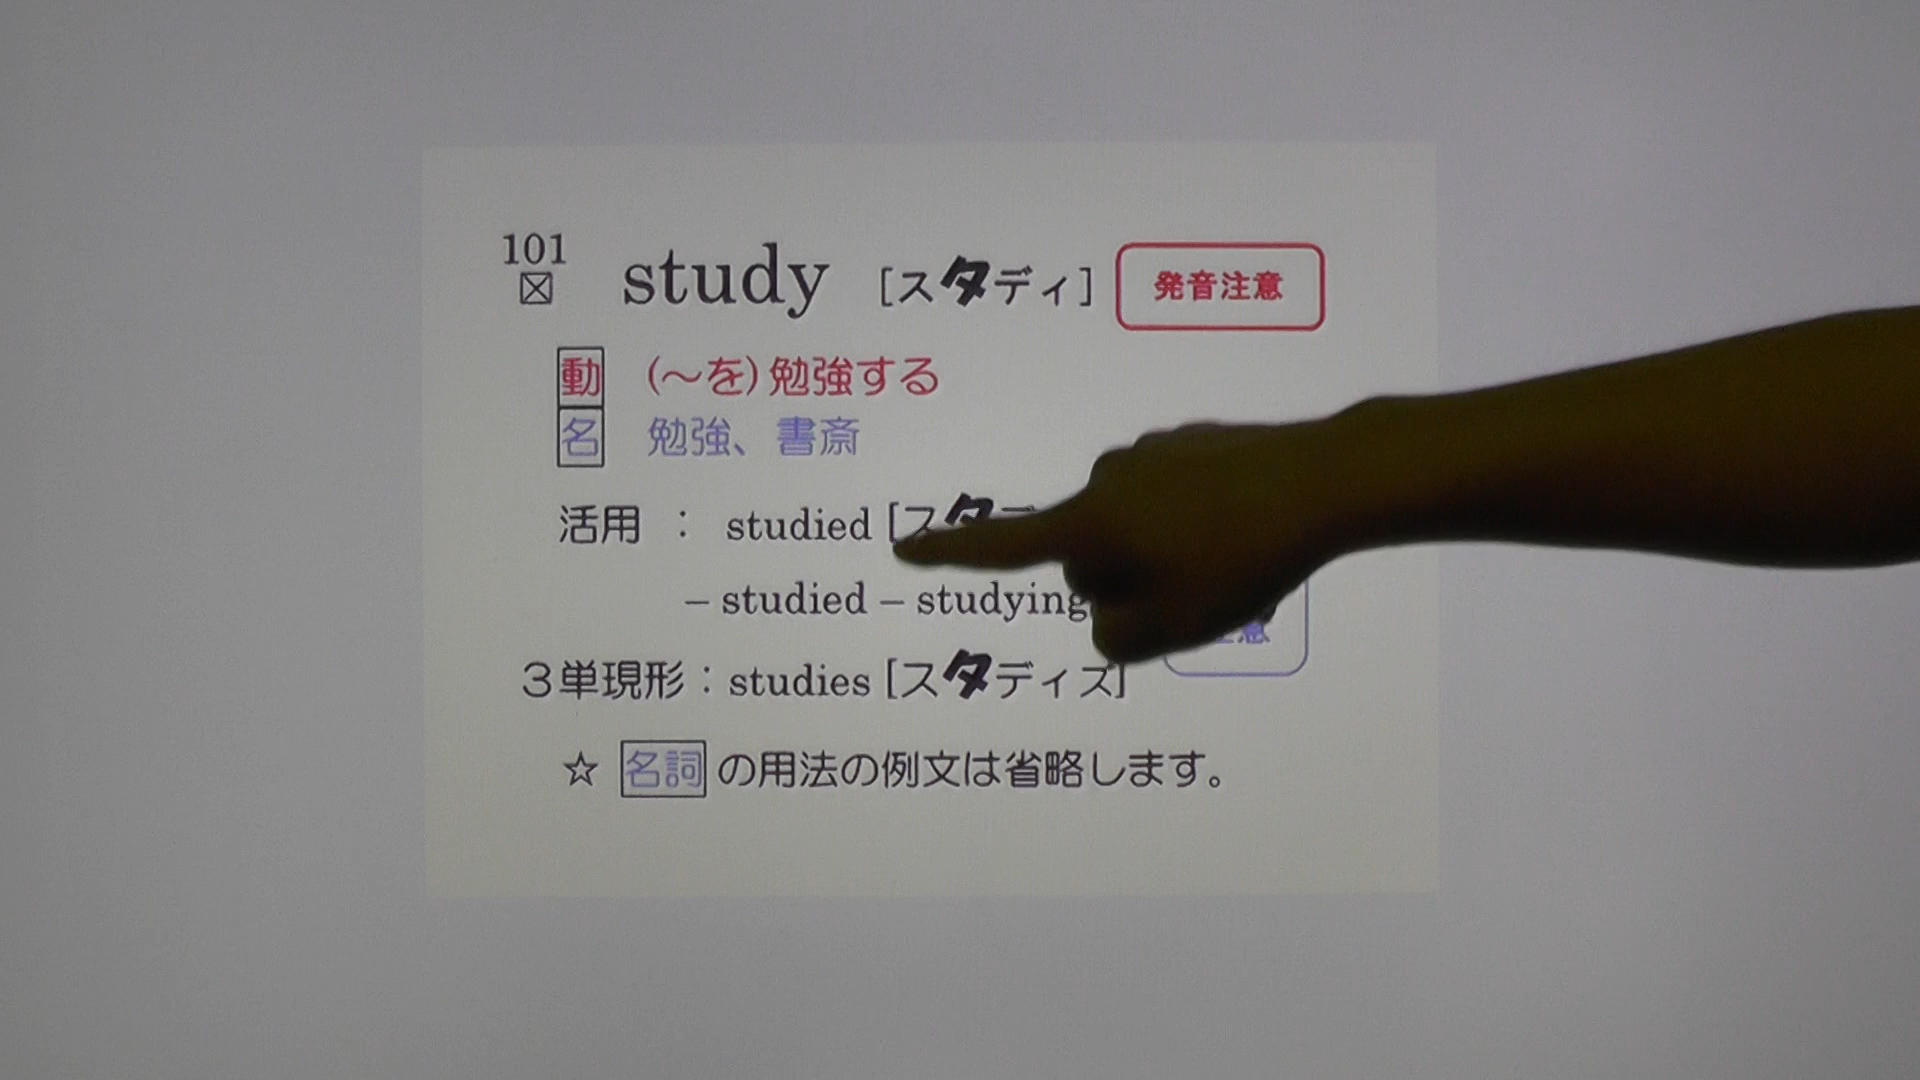 101
☒ study [スタディ] 発音注意
動 (～を)勉強する
名 勉強、書斎
活用 : studied [スタデ
– studied – studying
3単現形 : studies [スタディズ]
☆ 名詞 の用法の例文は省略します。